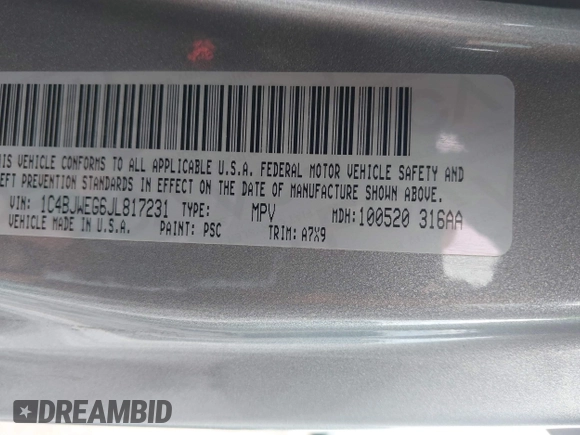 HIS VEHICLE CONFORMS TO ALL APPLICABLE U.S.A. FEDERAL MOTOR VEHICLE SAFETY AND
EFT PREVENTION STANDARDS IN EFFECT ON THE DATE OF MANUFACTURE SHOWN ABOVE.
VIN: 1C4BJWEG6JL817231 TYPE: MPV MDH: 100520 316AA
VEHICLE MADE IN U.S.A. PAINT: PSC TRIM: A7X9
DREAMBID